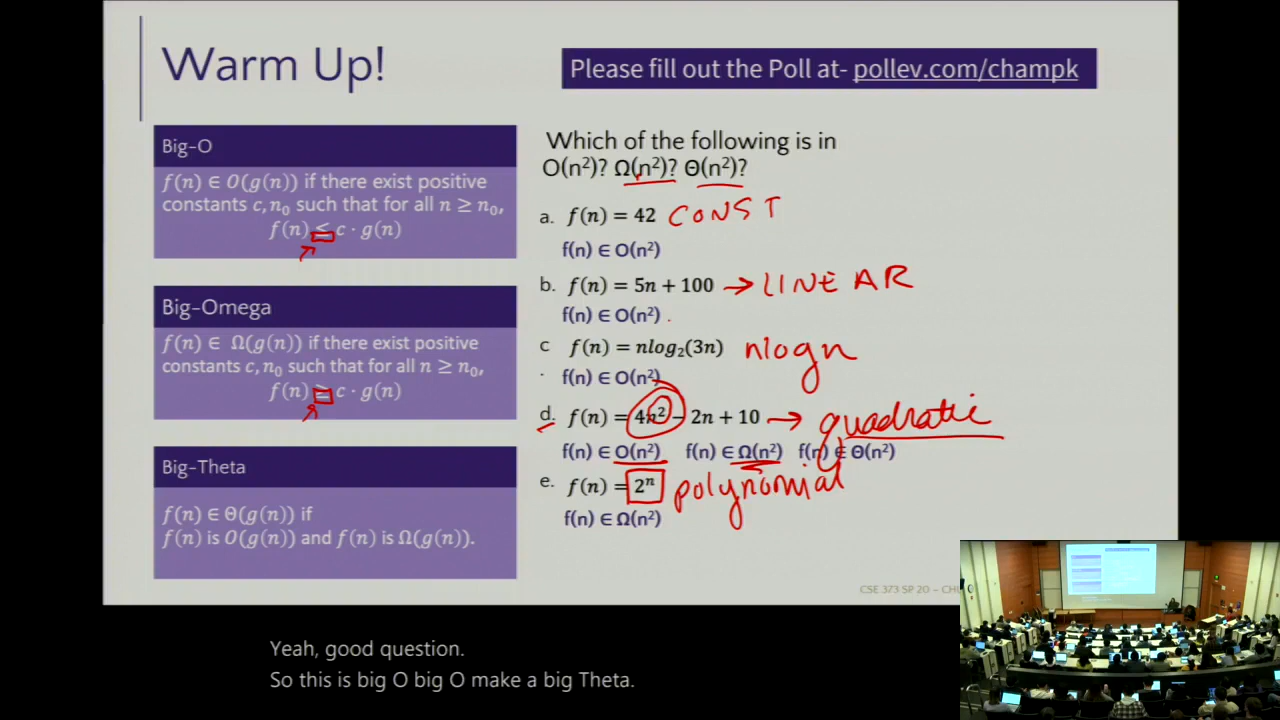 Warm Up!
Please fill out the Poll at- pollev.com/champk
Big-O
f(n) ∈ O(g(n)) if there exist positive
constants c, n₀ such that for all n ≥ n₀,
f(n) ≤ c · g(n)
Big-Omega
f(n) ∈ Ω(g(n)) if there exist positive
constants c, n₀ such that for all n ≥ n₀,
f(n) ≥ c · g(n)
Big-Theta
f(n) ∈ Θ(g(n)) if
f(n) is O(g(n)) and f(n) is Ω(g(n)).
Which of the following is in
O(n²)? Ω(n²)? Θ(n²)?
a. f(n) = 42 CONST
f(n) ∈ O(n²)
b. f(n) = 5n + 100 → LINEAR
f(n) ∈ O(n²)
c. f(n) = nlog₂(3n) nlogn
f(n) ∈ O(n²)
d. f(n) = 4n² − 2n + 10 → quadratic
f(n) ∈ O(n²) f(n) ∈ Ω(n²) f(n) ∈ Θ(n²)
e. f(n) = 2ⁿ polynomial
f(n) ∈ Ω(n²)
CSE 373 SP 20 –
Yeah, good question.
So this is big O big O make a big Theta.